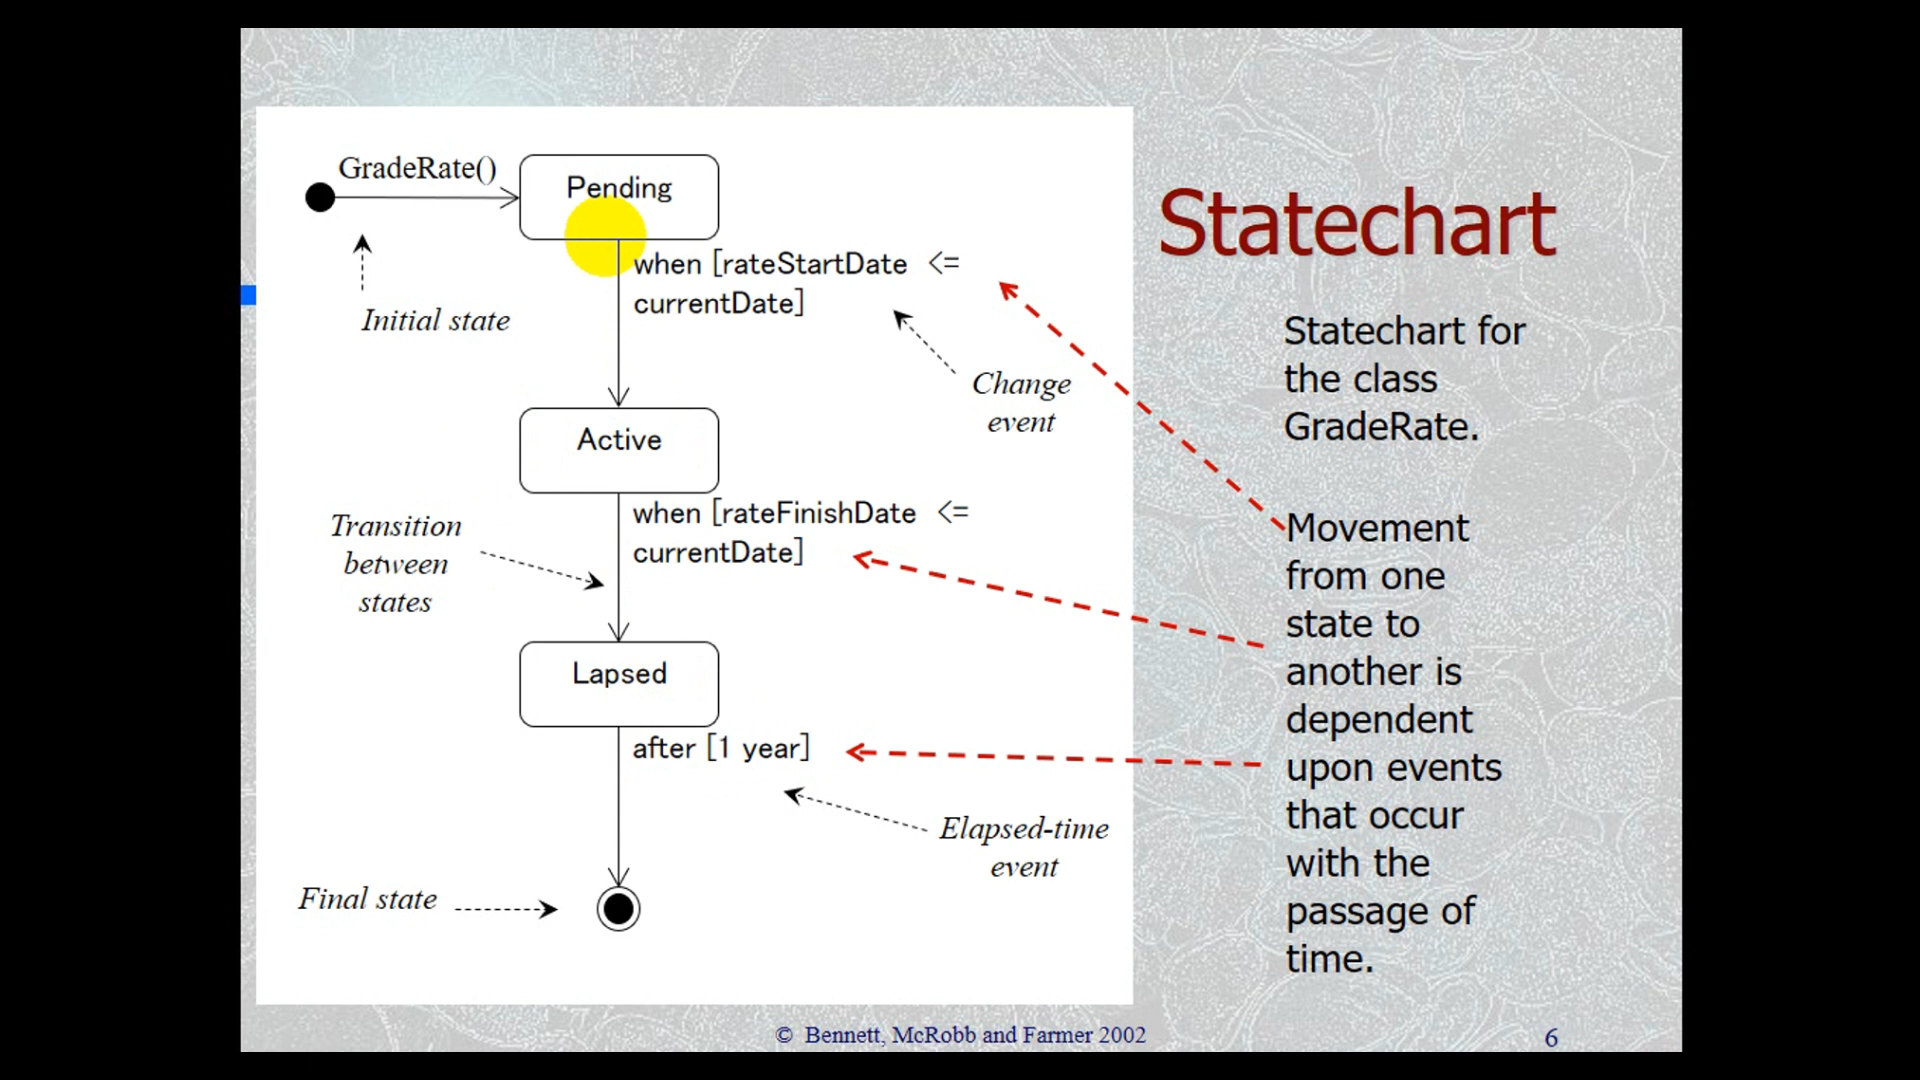 Statechart
GradeRate()
Pending
when [rateStartDate <=
currentDate]
Initial state
Change
event
Active
when [rateFinishDate <=
currentDate]
Transition
between
states
Lapsed
after [1 year]
Elapsed-time
event
Final state
Statechart for
the class
GradeRate.
Movement
from one
state to
another is
dependent
upon events
that occur
with the
passage of
time.
© Bennett, McRobb and Farmer 2002
6